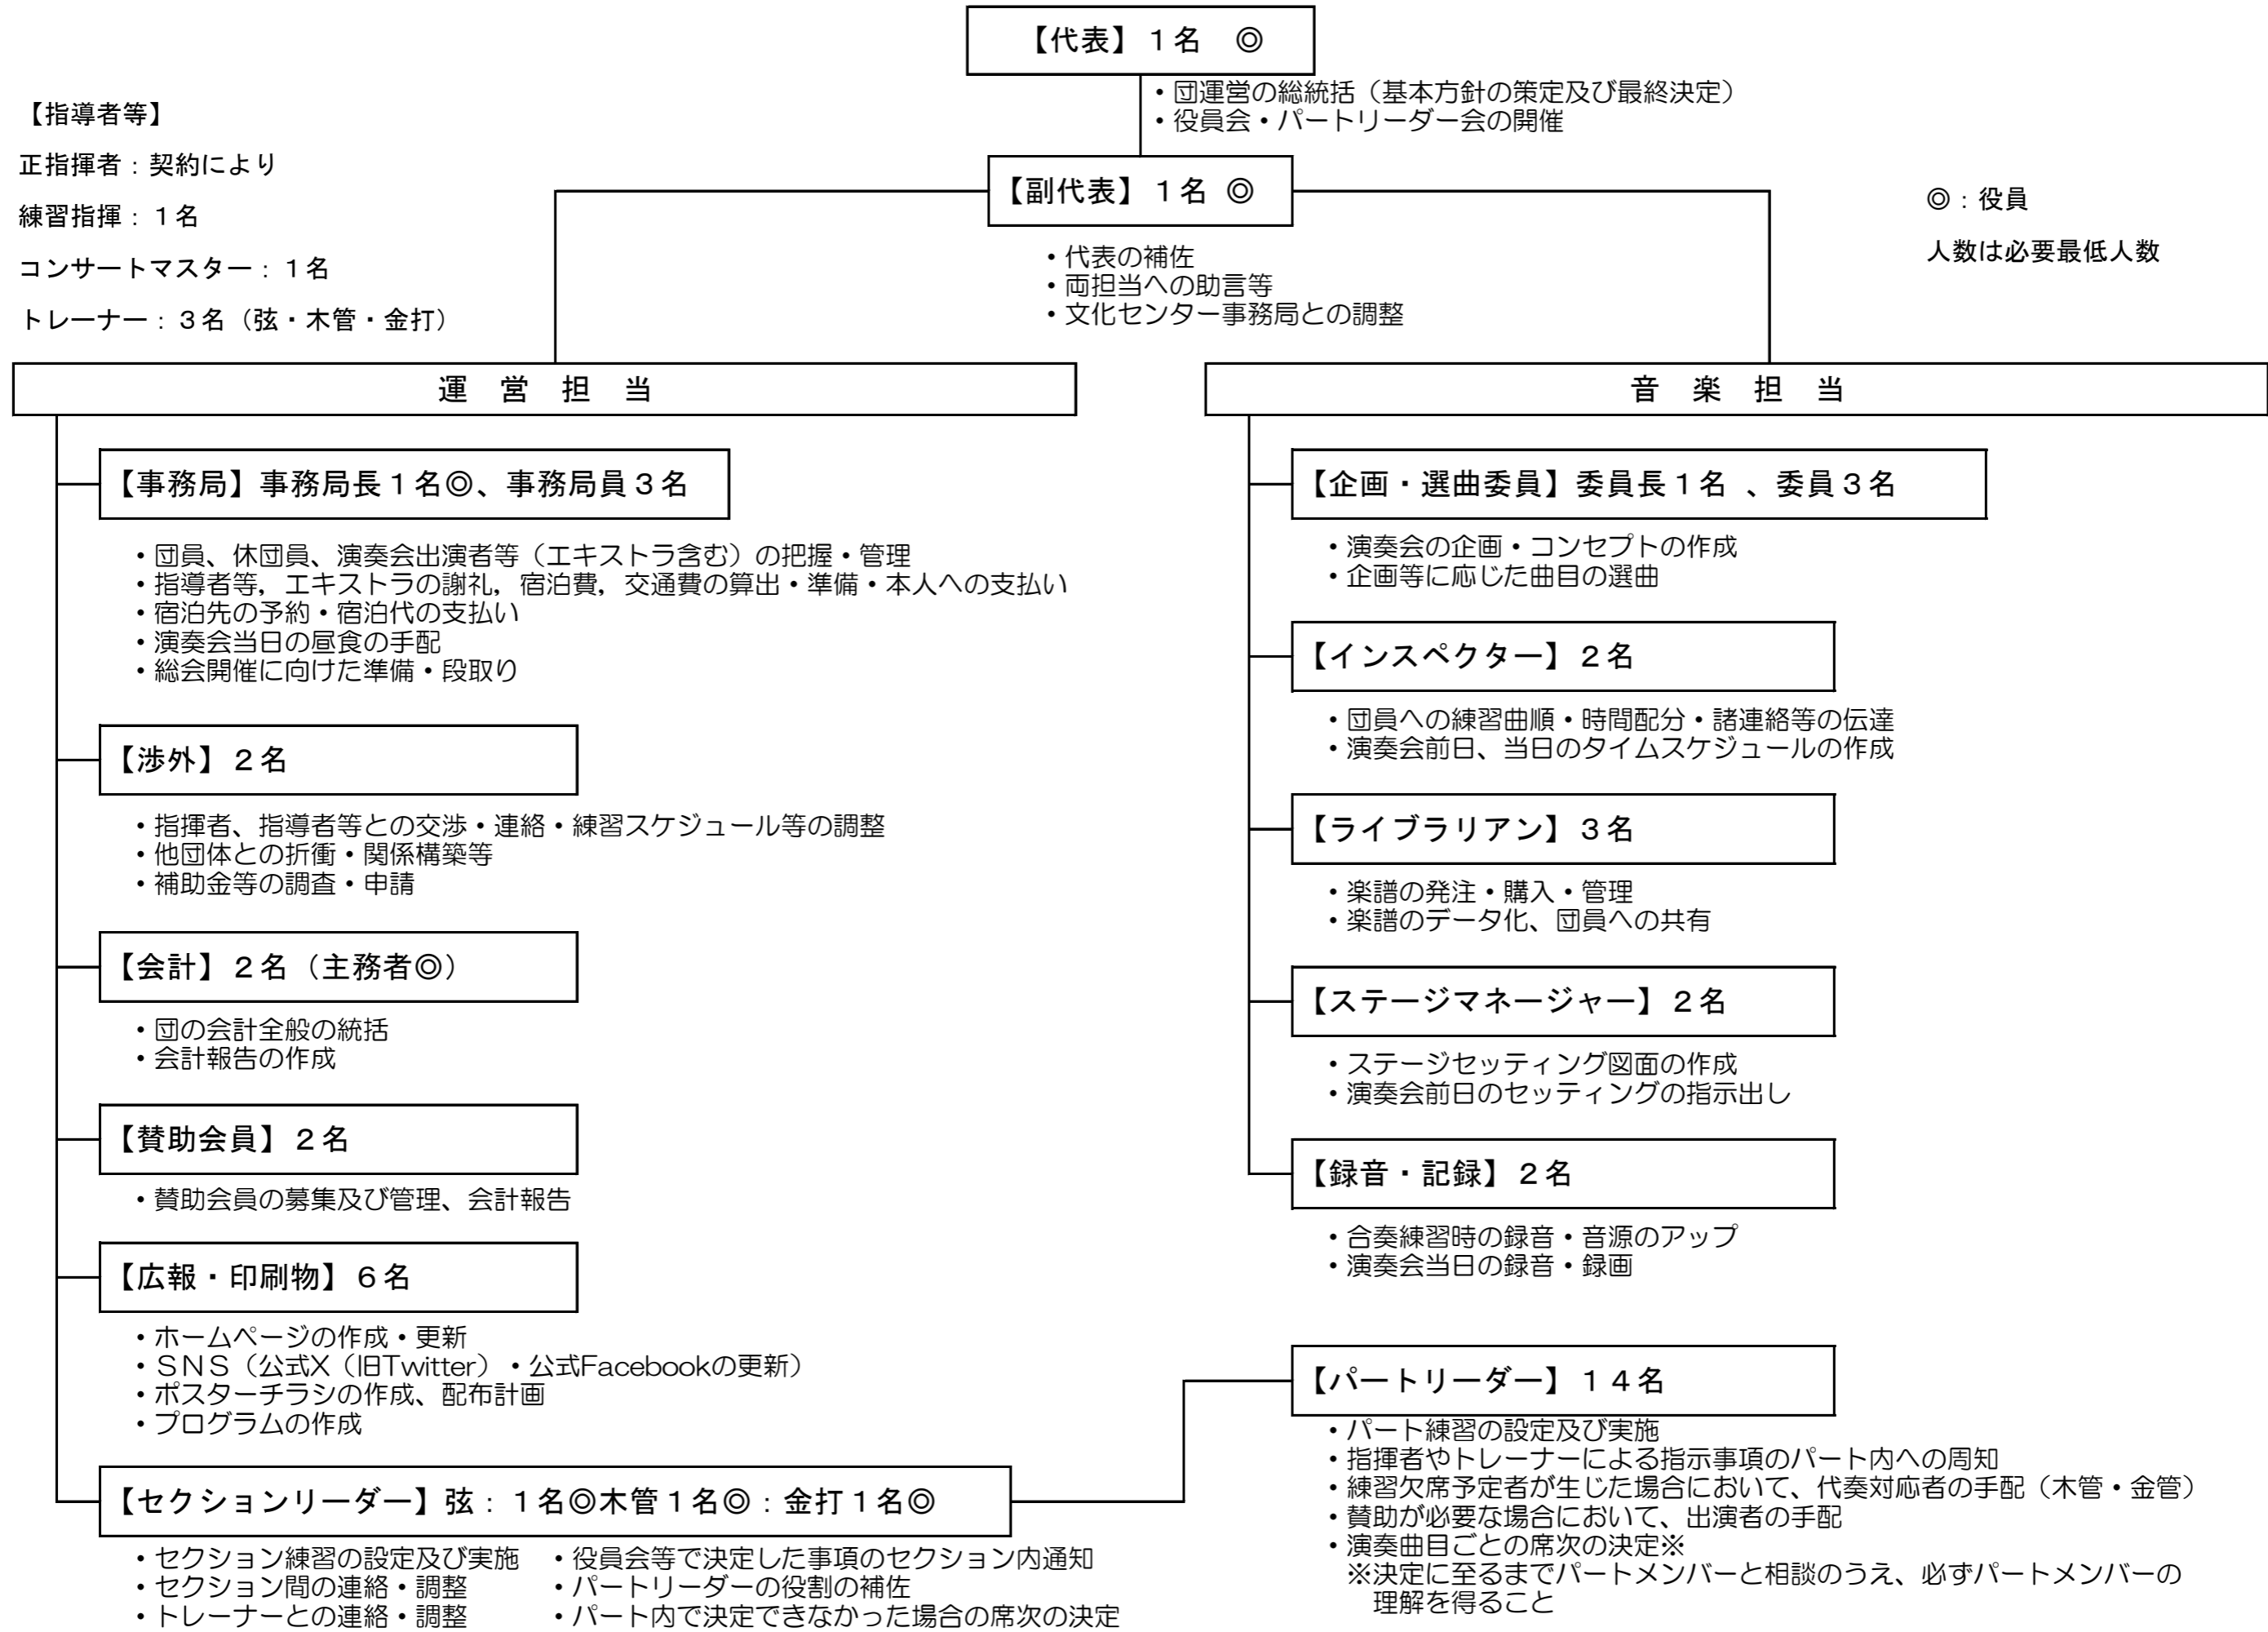 【代表】１名　◎
・団運営の総統括（基本方針の策定及び最終決定）
・役員会・パートリーダー会の開催
【指導者等】
正指揮者：契約により
練習指揮：１名
コンサートマスター：１名
トレーナー：３名（弦・木管・金打）
【副代表】１名 ◎
・代表の補佐
・両担当への助言等
・文化センター事務局との調整
◎：役員
人数は必要最低人数
運　営　担　当
【事務局】事務局長１名◎、事務局員３名
・団員、休団員、演奏会出演者等（エキストラ含む）の把握・管理
・指導者等，エキストラの謝礼，宿泊費，交通費の算出・準備・本人への支払い
・宿泊先の予約・宿泊代の支払い
・演奏会当日の昼食の手配
・総会開催に向けた準備・段取り
【渉外】２名
・指揮者、指導者等との交渉・連絡・練習スケジュール等の調整
・他団体との折衝・関係構築等
・補助金等の調査・申請
【会計】２名（主務者◎）
・団の会計全般の統括
・会計報告の作成
【賛助会員】２名
・賛助会員の募集及び管理、会計報告
【広報・印刷物】６名
・ホームページの作成・更新
・ＳＮＳ（公式X（旧Twitter）・公式Facebookの更新）
・ポスターチラシの作成、配布計画
・プログラムの作成
【セクションリーダー】弦：１名◎木管１名◎：金打１名◎
・セクション練習の設定及び実施
・セクション間の連絡・調整
・トレーナーとの連絡・調整
・役員会等で決定した事項のセクション内通知
・パートリーダーの役割の補佐
・パート内で決定できなかった場合の席次の決定
音　楽　担　当
【企画・選曲委員】委員長１名 、委員３名
・演奏会の企画・コンセプトの作成
・企画等に応じた曲目の選曲
【インスペクター】２名
・団員への練習曲順・時間配分・諸連絡等の伝達
・演奏会前日、当日のタイムスケジュールの作成
【ライブラリアン】３名
・楽譜の発注・購入・管理
・楽譜のデータ化、団員への共有
【ステージマネージャー】２名
・ステージセッティング図面の作成
・演奏会前日のセッティングの指示出し
【録音・記録】２名
・合奏練習時の録音・音源のアップ
・演奏会当日の録音・録画
【パートリーダー】１４名
・パート練習の設定及び実施
・指揮者やトレーナーによる指示事項のパート内への周知
・練習欠席予定者が生じた場合において、代奏対応者の手配（木管・金管）
・賛助が必要な場合において、出演者の手配
・演奏曲目ごとの席次の決定※
※決定に至るまでパートメンバーと相談のうえ、必ずパートメンバーの
理解を得ること